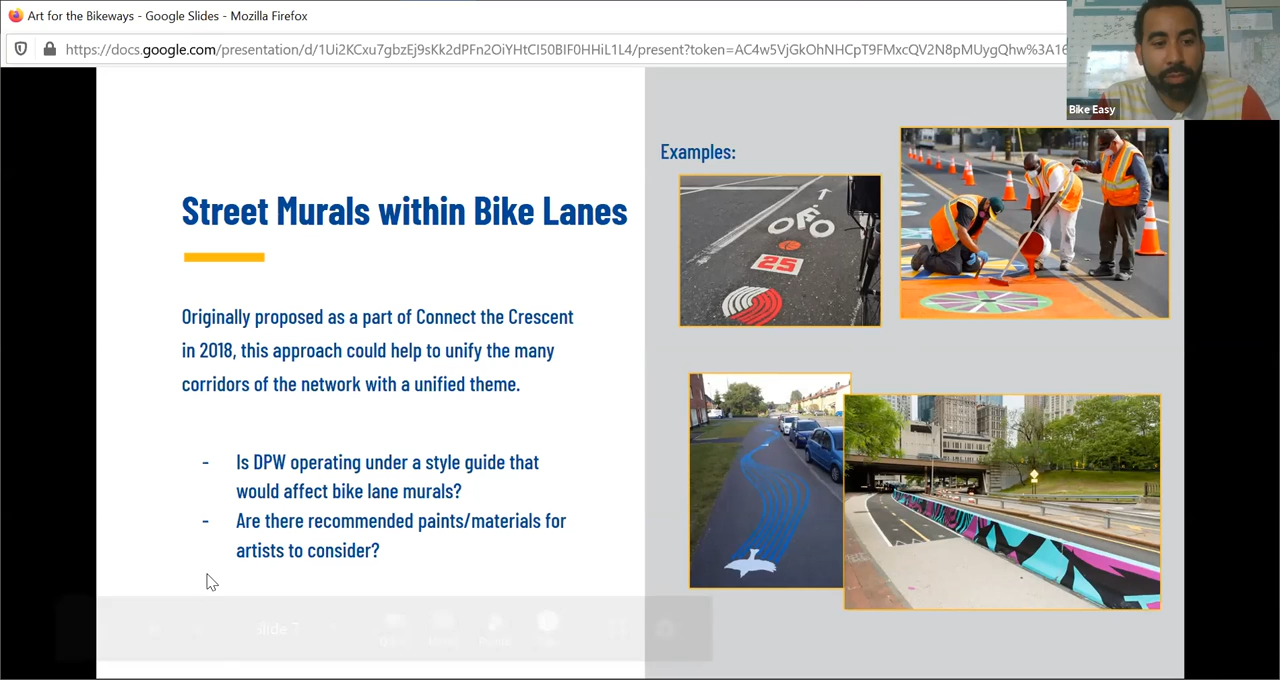 Art for the Bikeways - Google Slides - Mozilla Firefox
https://docs.google.com/presentation/d/1Ui2KCxu7gbzEj9sKk2dPFn2OiYHtCI50BIF0HHiL1L4/present?token=AC4w5VjGkOhNHCpT9FMxcQV2N8pMUygQhw%3A16
Bike Easy
Street Murals within Bike Lanes
Originally proposed as a part of Connect the Crescent
in 2018, this approach could help to unify the many
corridors of the network with a unified theme.
- Is DPW operating under a style guide that
would affect bike lane murals?
- Are there recommended paints/materials for
artists to consider?
Examples:
25
Slide 7